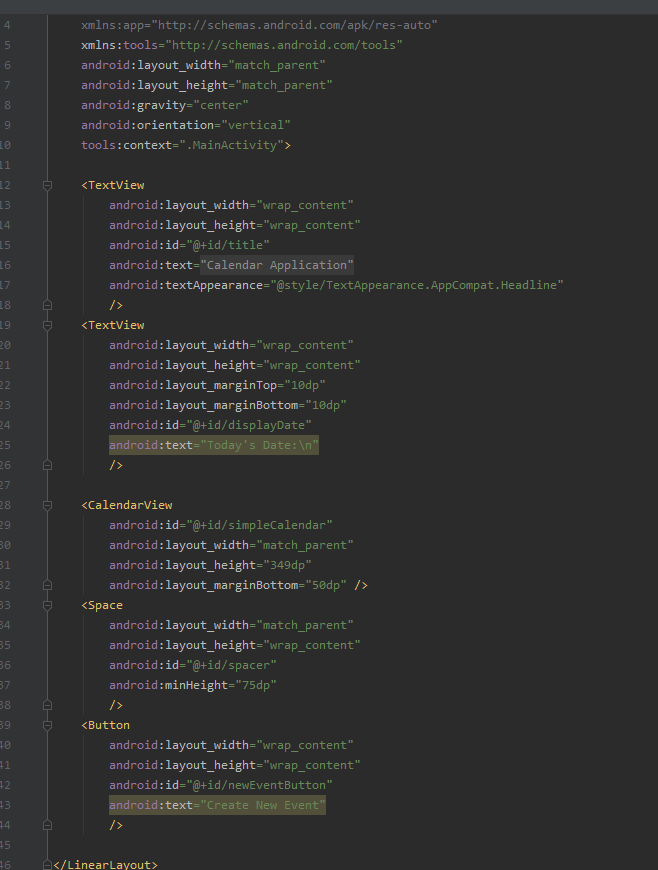 4 xmlns:app="http://schemas.android.com/apk/res-auto"
5 xmlns:tools="http://schemas.android.com/tools"
6 android:layout_width="match_parent"
7 android:layout_height="match_parent"
8 android:gravity="center"
9 android:orientation="vertical"
10 tools:context=".MainActivity">
11
12 <TextView
13 android:layout_width="wrap_content"
14 android:layout_height="wrap_content"
15 android:id="@+id/title"
16 android:text="Calendar Application"
17 android:textAppearance="@style/TextAppearance.AppCompat.Headline"
18 />
19 <TextView
20 android:layout_width="wrap_content"
21 android:layout_height="wrap_content"
22 android:layout_marginTop="10dp"
23 android:layout_marginBottom="10dp"
24 android:id="@+id/displayDate"
25 android:text="Today's Date:\n"
26 />
27
28 <CalendarView
29 android:id="@+id/simpleCalendar"
30 android:layout_width="match_parent"
31 android:layout_height="349dp"
32 android:layout_marginBottom="50dp" />
33 <Space
34 android:layout_width="match_parent"
35 android:layout_height="wrap_content"
36 android:id="@+id/spacer"
37 android:minHeight="75dp"
38 />
39 <Button
40 android:layout_width="wrap_content"
41 android:layout_height="wrap_content"
42 android:id="@+id/newEventButton"
43 android:text="Create New Event"
44 />
45
46 </LinearLayout>